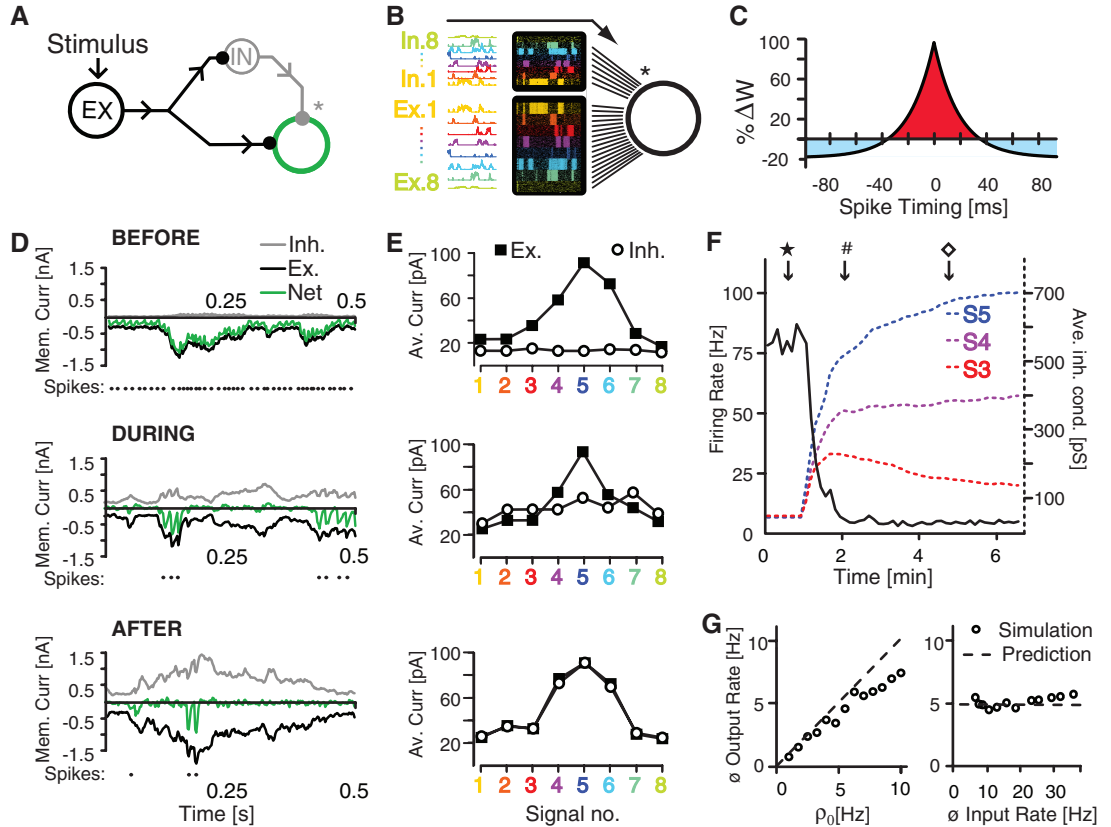 A
Stimulus
EX
IN
*
B
In.8
In.1
Ex.1
Ex.8
*
C
% ΔW
100
60
20
-20
-80 -40 0 40 80
Spike Timing [ms]
D
BEFORE
Inh.
Ex.
Net
Mem. Curr [nA]
1.5
0.5
-0.5
-1.5
0.25 0.5
Spikes:
DURING
Mem. Curr [nA]
1.5
0.5
-0.5
-1.5
0.25 0.5
Spikes:
AFTER
Mem. Curr [nA]
1.5
0.5
-0.5
-1.5
Spikes:
0.25 0.5
Time [s]
E
Ex. Inh.
Av. Curr [pA]
100
60
20
1 2 3 4 5 6 7 8
Av. Curr [pA]
100
60
20
1 2 3 4 5 6 7 8
Av. Curr [pA]
100
60
20
1 2 3 4 5 6 7 8
Signal no.
F
★ # ◇
Firing Rate [Hz]
100
75
50
25
0
S5
S4
S3
700
500
300
100
Ave. inh. cond. [pS]
0 2 4 6
Time [min]
G
ø Output Rate [Hz]
10
5
0
0 5 10
ρ0[Hz]
Simulation
Prediction
10
5
0
0 10 20 30
ø Input Rate [Hz]